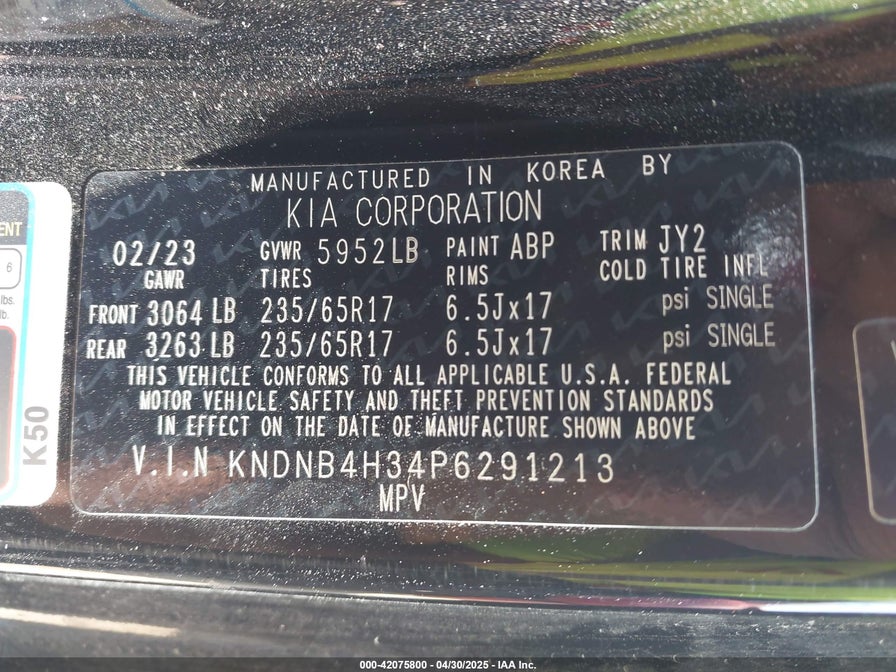 MANUFACTURED IN KOREA BY
KIA CORPORATION
02/23 GVWR 5952LB PAINT ABP TRIM JY2
GAWR TIRES RIMS COLD TIRE INFL
FRONT 3064 LB 235/65R17 6.5Jx17 psi SINGLE
REAR 3263 LB 235/65R17 6.5Jx17 psi SINGLE
THIS VEHICLE CONFORMS TO ALL APPLICABLE U.S.A. FEDERAL
MOTOR VEHICLE SAFETY AND THEFT PREVENTION STANDARDS
IN EFFECT ON THE DATE OF MANUFACTURE SHOWN ABOVE
V.I.N KNDNB4H34P6291213
MPV
6
lbs.
lb.
K50
000-42075800 - 04/30/2025 - IAA Inc.